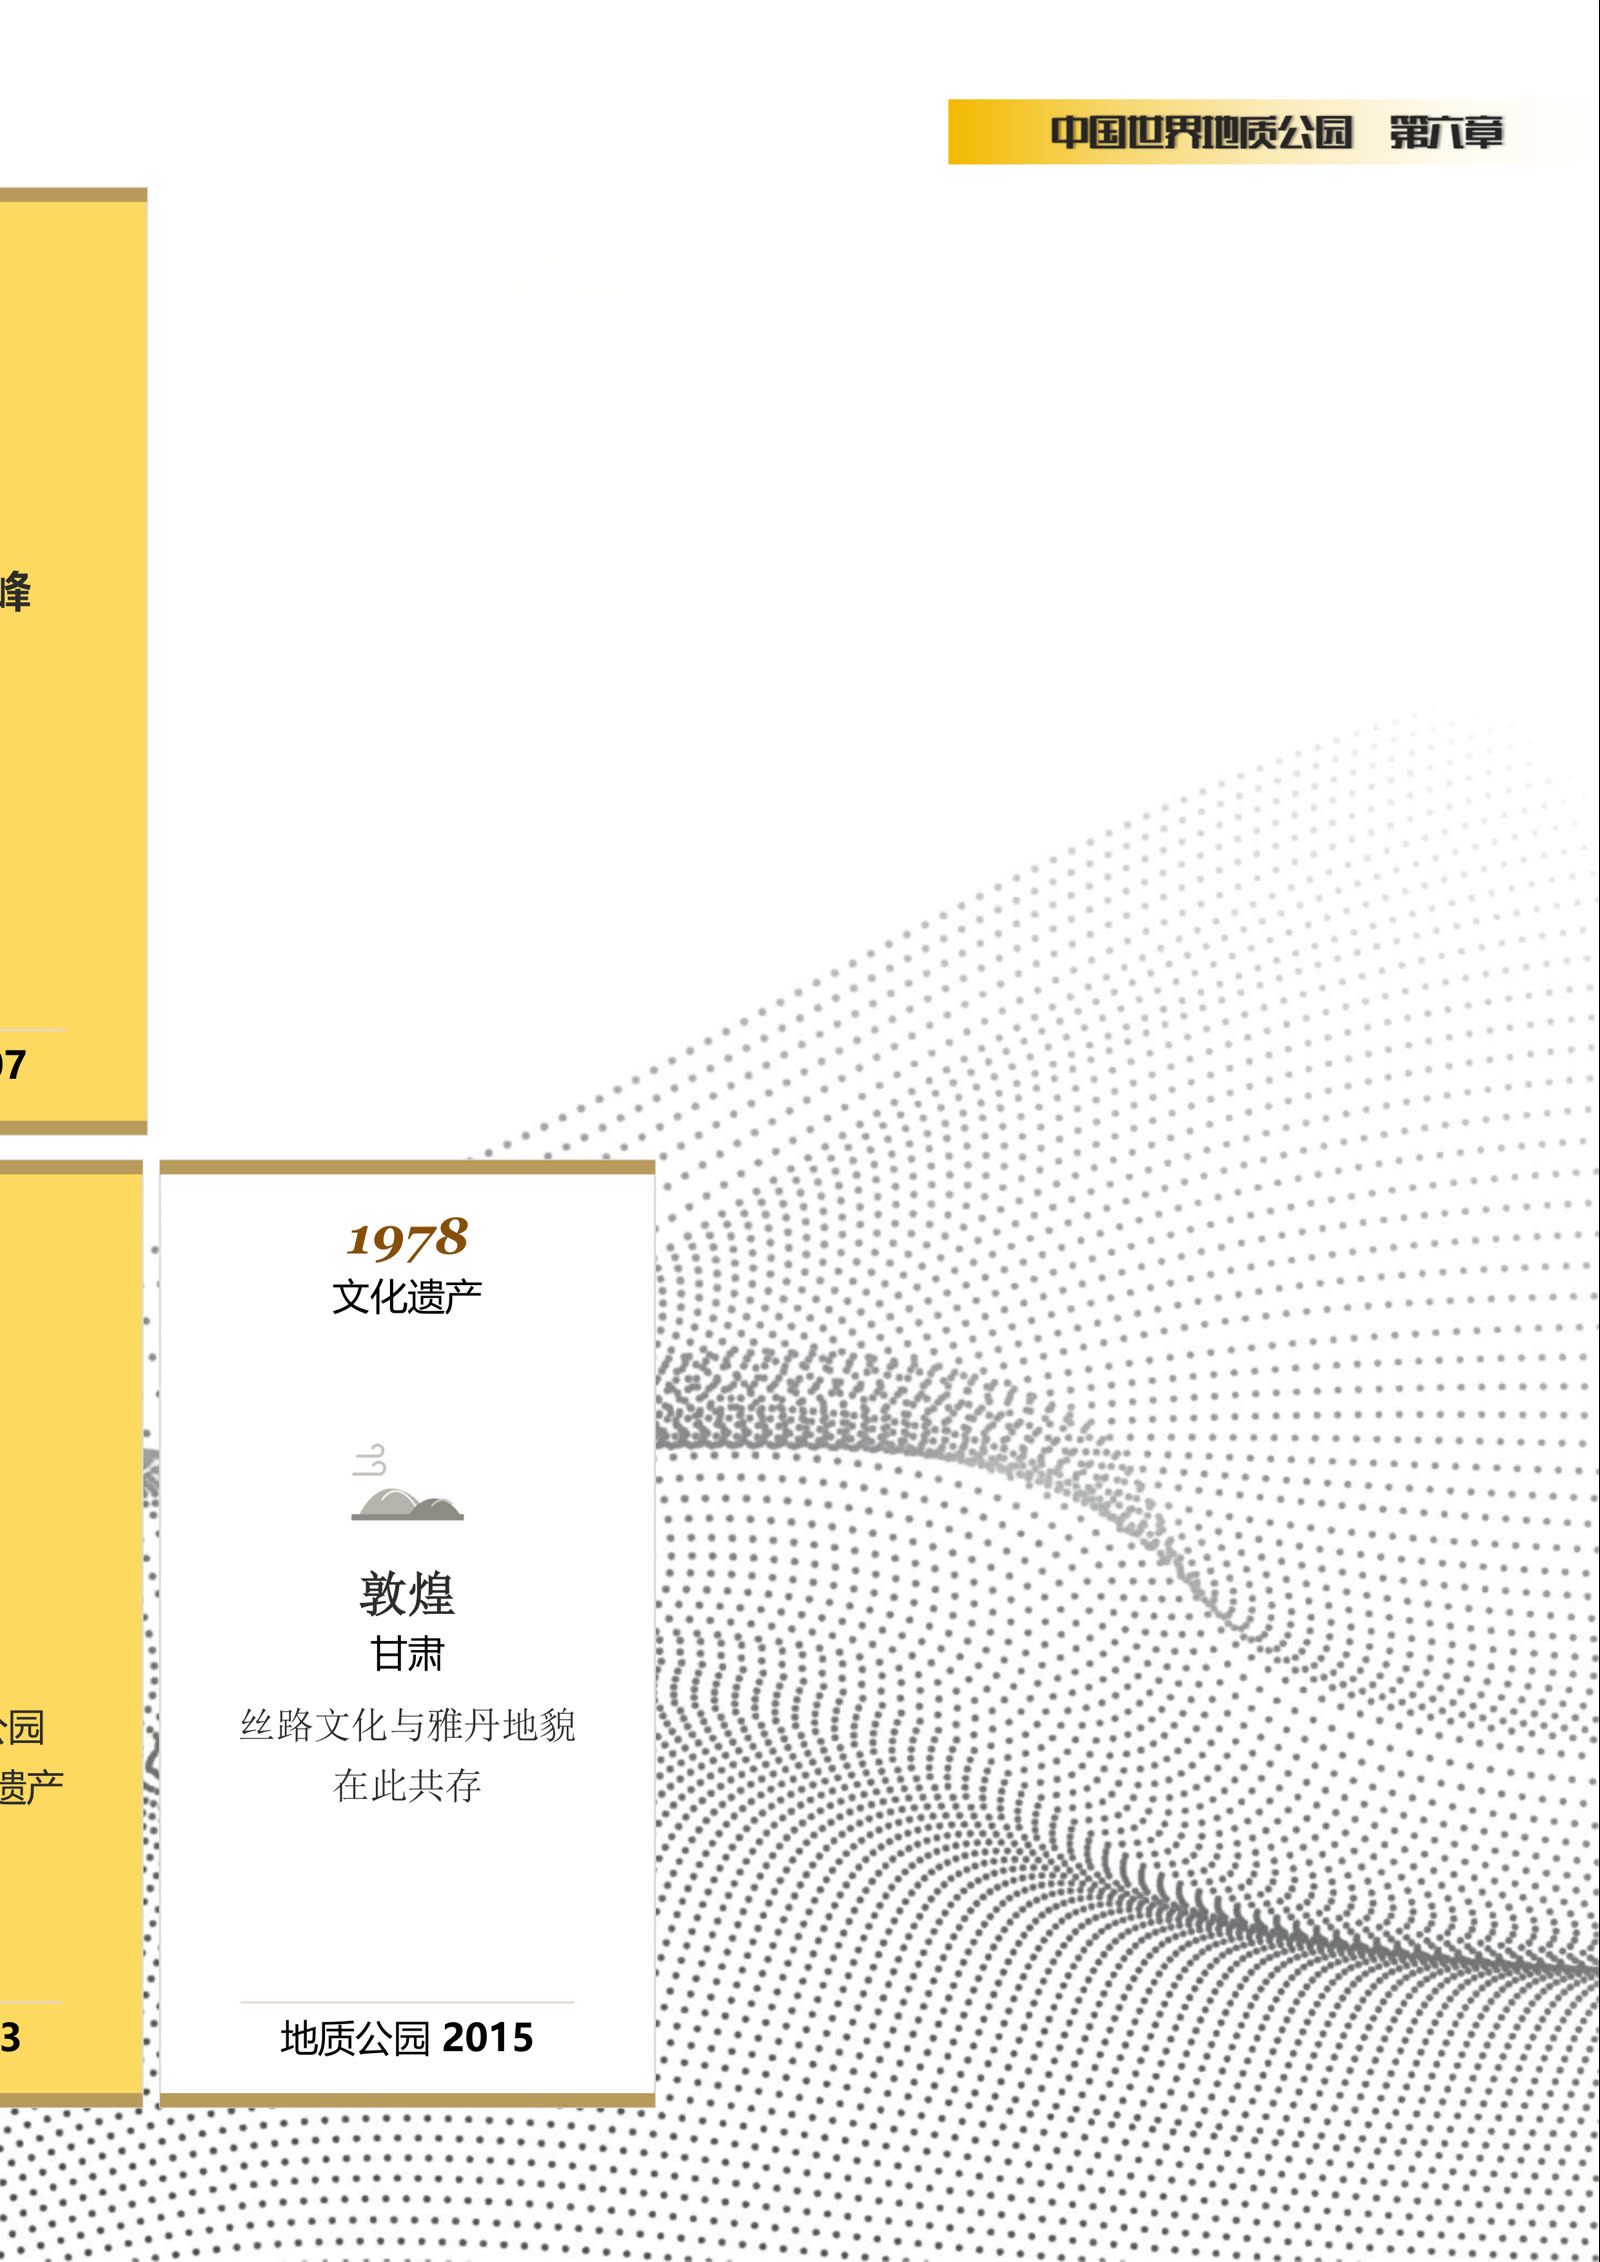 中国世界地质公园 第六章
峰
07
1978
文化遗产
敦煌
甘肃
丝路文化与雅丹地貌
在此共存
地质公园 2015
公园
遗产
3